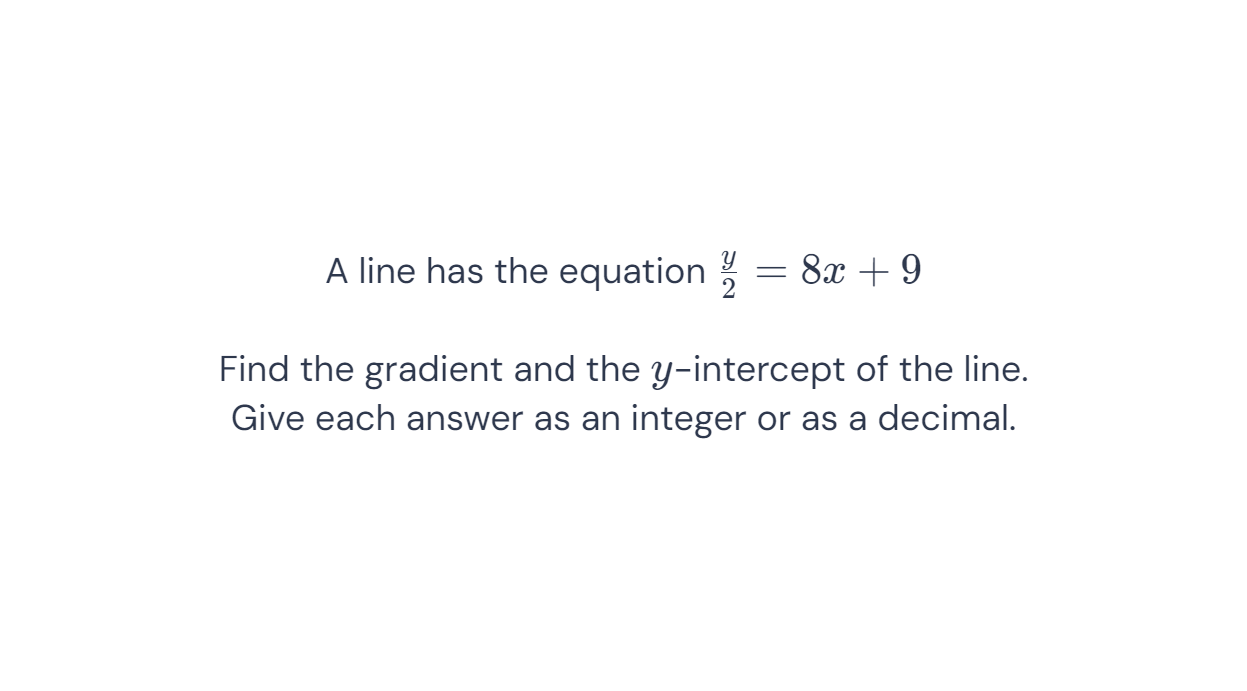 A line has the equation \frac{y}{2} = 8x + 9
Find the gradient and the y-intercept of the line.
Give each answer as an integer or as a decimal.